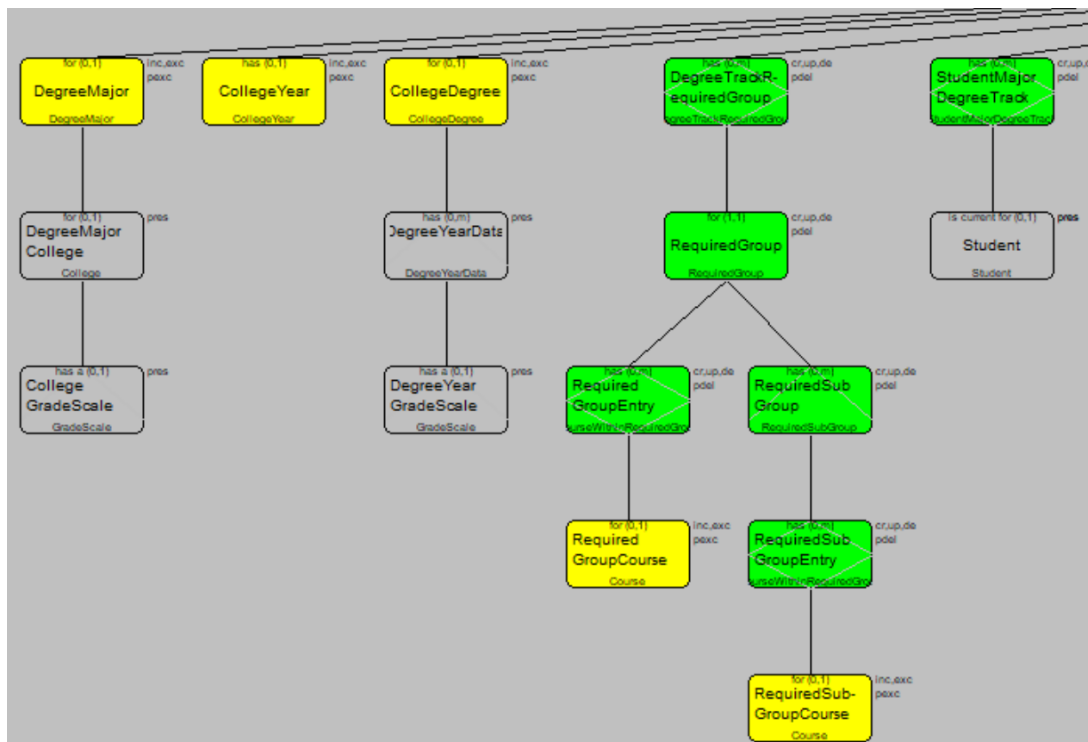 for (0,1)
inc,exc
pexc
DegreeMajor
DegreeMajor
has (0,1)
inc,exc
pexc
CollegeYear
CollegeYear
for (0,1)
inc,exc
pexc
CollegeDegree
CollegeDegree
has (0,m)
cr,up,de
pdel
DegreeTrackR-
equiredGroup
egreeTrackRequiredGrou
has (0,m)
cr,up,d
pdel
StudentMajor
DegreeTrack
StudentMajorDegreeTrack
for (0,1)
pres
DegreeMajor
College
College
has (0,m)
pres
DegreeYearData
DegreeYearData
for (1,1)
cr,up,de
pdel
RequiredGroup
RequiredGroup
is current for (0,1)
pres
Student
Student
has a (0,1)
pres
College
GradeScale
GradeScale
has a (0,1)
pres
DegreeYear
GradeScale
GradeScale
has (0,m)
cr,up,de
pdel
Required
GroupEntry
ourseWithinRequiredGro
has (0,m)
cr,up,de
pdel
RequiredSub
Group
RequiredSubGroup
for (0,1)
inc,exc
pexc
Required
GroupCourse
Course
has (0,m)
cr,up,de
pdel
RequiredSub
GroupEntry
ourseWithinRequiredGro
for (0,1)
inc,exc
pexc
RequiredSub-
GroupCourse
Course